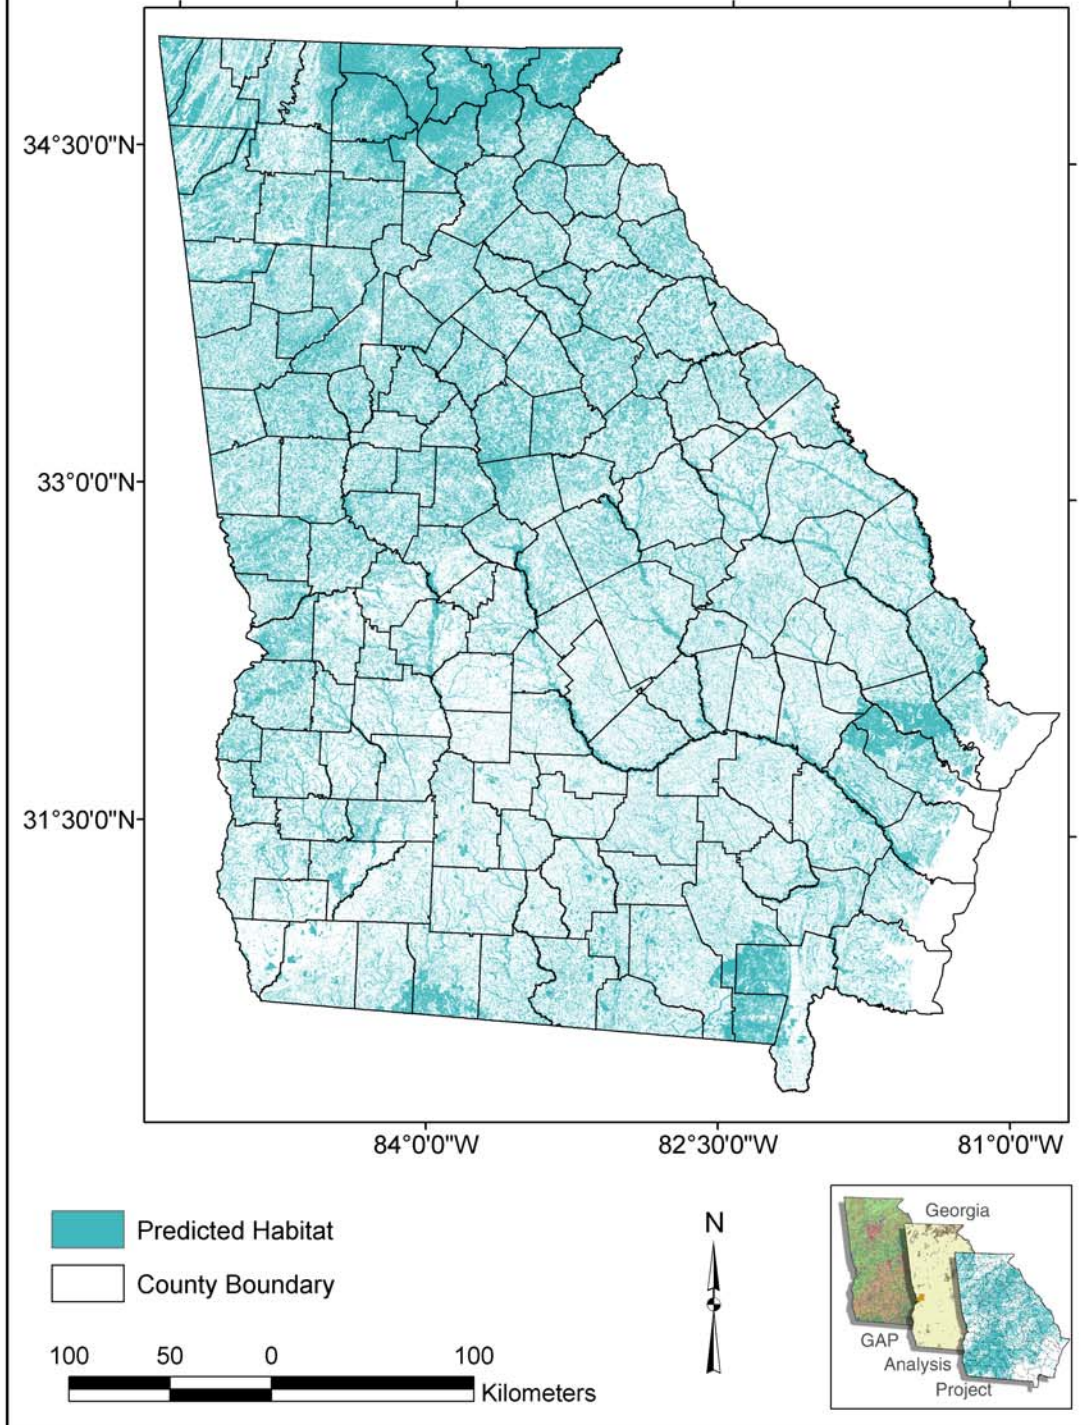 34°30'0"N
33°0'0"N
31°30'0"N
84°0'0"W 82°30'0"W 81°0'0"W
Predicted Habitat
County Boundary
100 50 0 100
Kilometers
N
Georgia
GAP
Analysis
Project